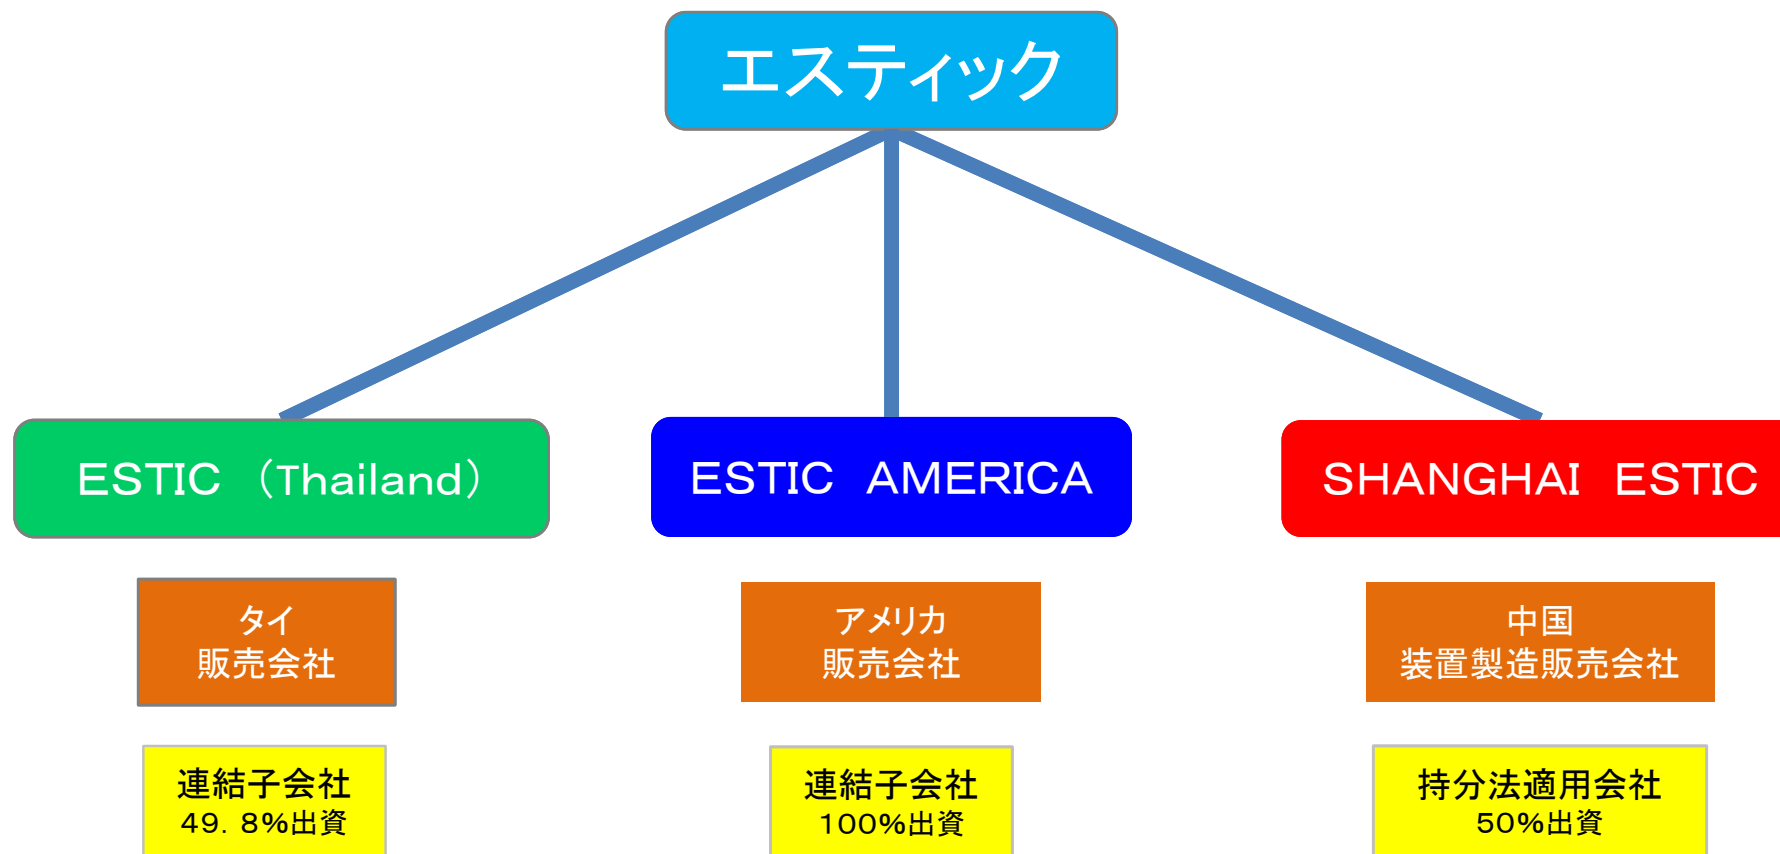 エスティック
ESTIC （Thailand）
ESTIC AMERICA
SHANGHAI ESTIC
タイ
販売会社
アメリカ
販売会社
中国
装置製造販売会社
連結子会社
49．8%出資
連結子会社
100%出資
持分法適用会社
50%出資